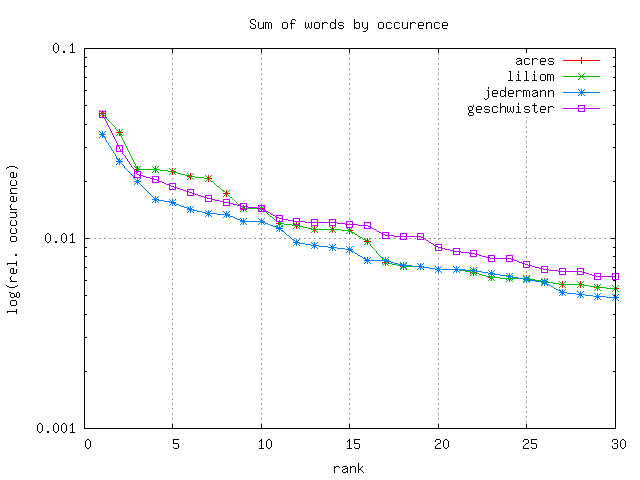 Sum of words by occurence
0.1
acres
liliom
jedermann
geschwister
0.01
log(rel. occurence)
0.001
0 5 10 15 20 25 30
rank